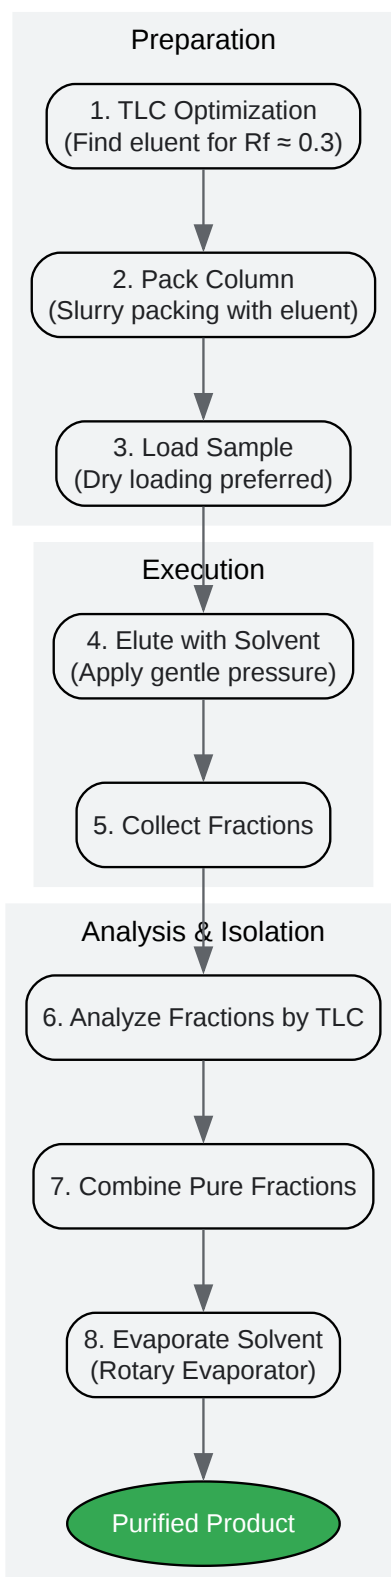 Preparation
1. TLC Optimization
(Find eluent for Rf ≈ 0.3)
2. Pack Column
(Slurry packing with eluent)
3. Load Sample
(Dry loading preferred)
Execution
4. Elute with Solvent
(Apply gentle pressure)
5. Collect Fractions
Analysis & Isolation
6. Analyze Fractions by TLC
7. Combine Pure Fractions
8. Evaporate Solvent
(Rotary Evaporator)
Purified Product